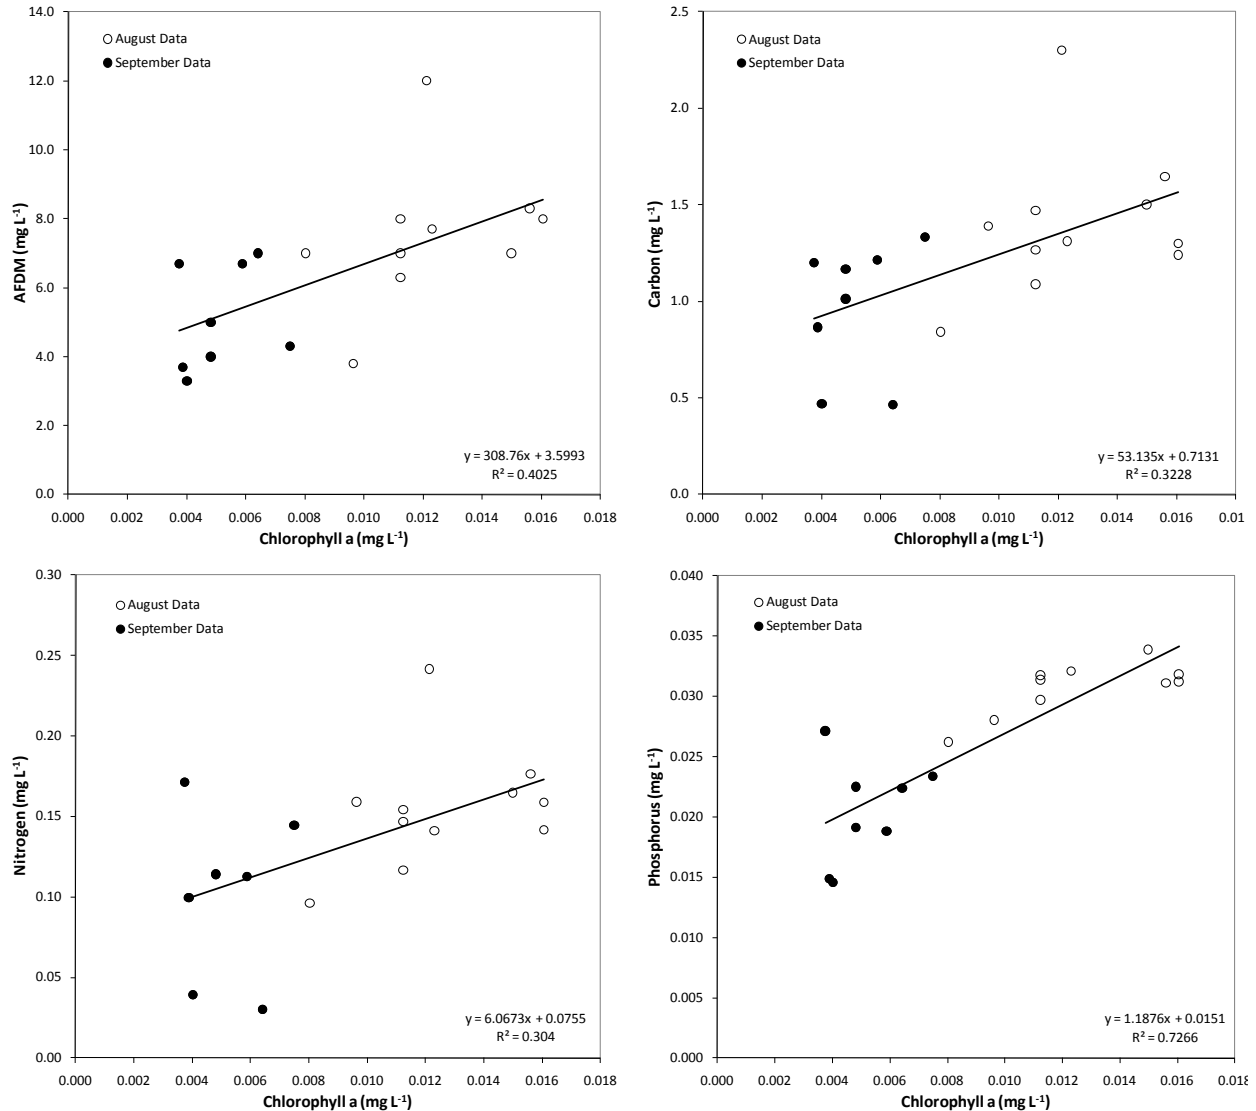 14.0
12.0
10.0
8.0
6.0
4.0
2.0
0.0
AFDM (mg L⁻¹)
August Data
September Data
y = 308.76x + 3.5993
R² = 0.4025
0.000 0.002 0.004 0.006 0.008 0.010 0.012 0.014 0.016 0.018
Chlorophyll a (mg L⁻¹)
2.5
2.0
1.5
1.0
0.5
0.0
Carbon (mg L⁻¹)
August Data
September Data
y = 53.135x + 0.7131
R² = 0.3228
0.000 0.002 0.004 0.006 0.008 0.010 0.012 0.014 0.016 0.01
Chlorophyll a (mg L⁻¹)
0.30
0.25
0.20
0.15
0.10
0.05
0.00
Nitrogen (mg L⁻¹)
August Data
September Data
y = 6.0673x + 0.0755
R² = 0.304
0.000 0.002 0.004 0.006 0.008 0.010 0.012 0.014 0.016 0.018
Chlorophyll a (mg L⁻¹)
0.040
0.035
0.030
0.025
0.020
0.015
0.010
0.005
0.000
Phosphorus (mg L⁻¹)
August Data
September Data
y = 1.1876x + 0.0151
R² = 0.7266
0.000 0.002 0.004 0.006 0.008 0.010 0.012 0.014 0.016 0.018
Chlorophyll a (mg L⁻¹)